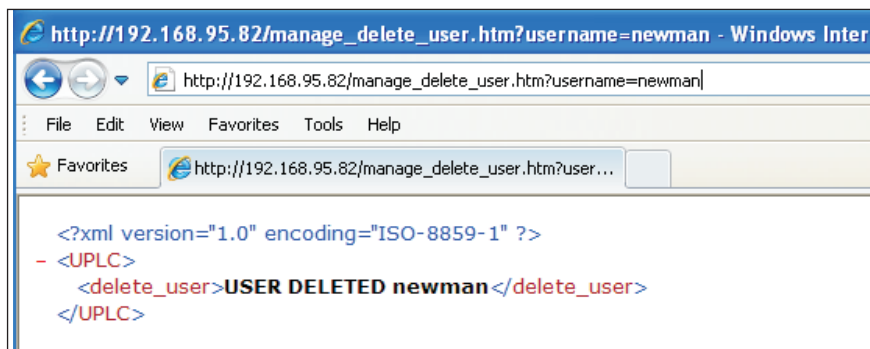 http://192.168.95.82/manage_delete_user.htm?username=newman - Windows Inter
http://192.168.95.82/manage_delete_user.htm?username=newman
File Edit View Favorites Tools Help
Favorites http://192.168.95.82/manage_delete_user.htm?user...
<?xml version="1.0" encoding="ISO-8859-1" ?>
- <UPLC>
<delete_user>USER DELETED newman</delete_user>
</UPLC>